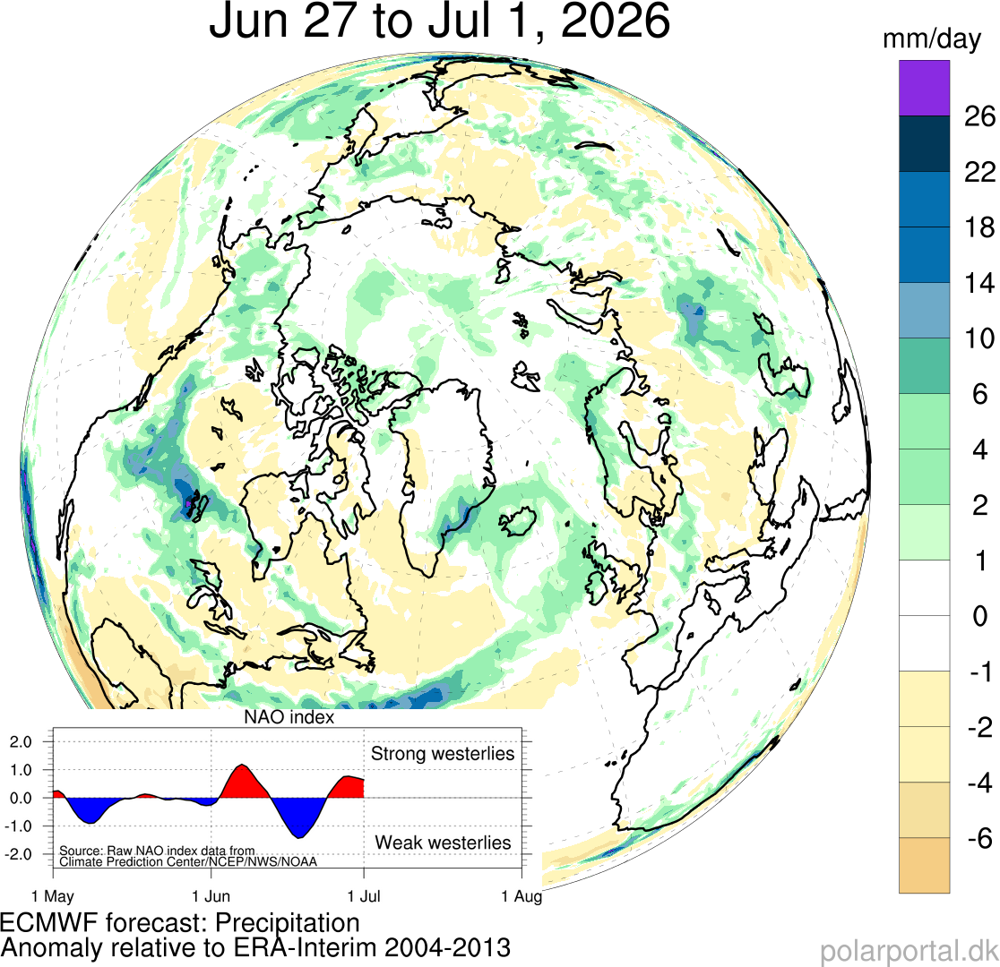 Jun 27 to Jul 1, 2026
mm/day
26
22
18
14
10
6
4
2
1
0
-1
-2
-4
-6
NAO index
2.0
1.0
0.0
-1.0
-2.0
Strong westerlies
Weak westerlies
Source: Raw NAO index data from
Climate Prediction Center/NCEP/NWS/NOAA
1 May
1 Jun
1 Jul
1 Aug
ECMWF forecast: Precipitation
Anomaly relative to ERA-Interim 2004-2013
polarportal.dk